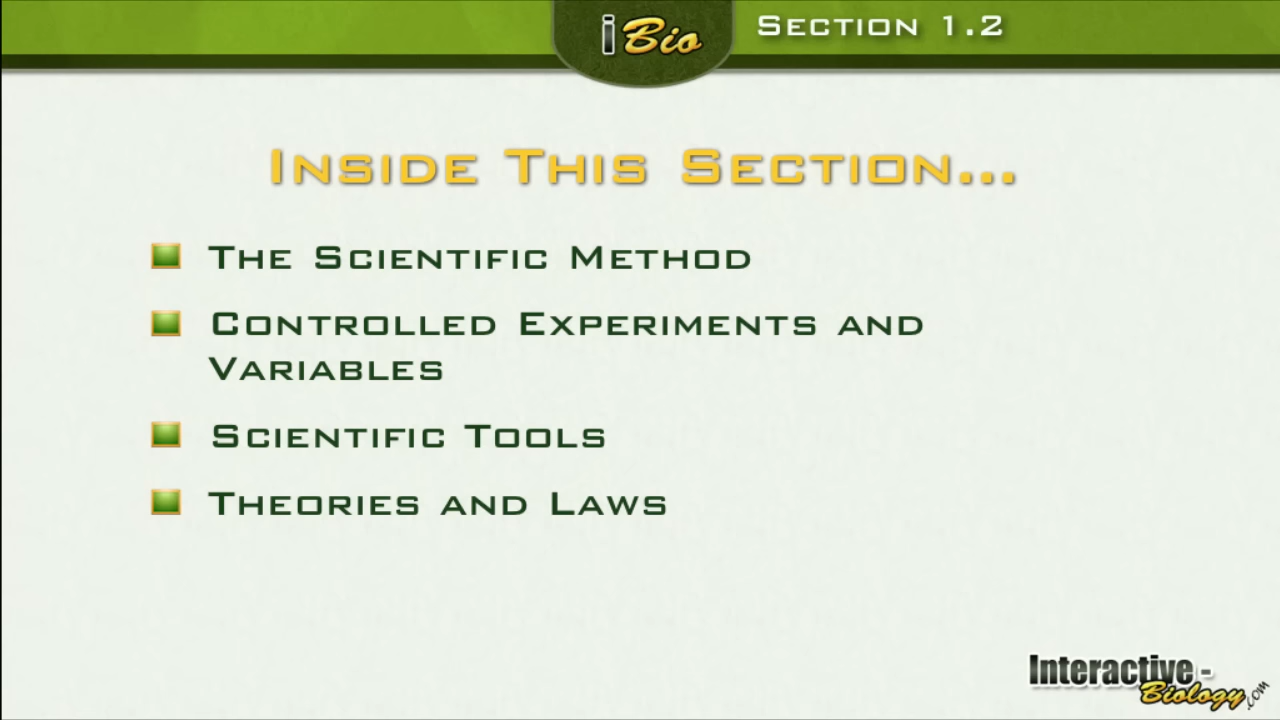 i Bio
Section 1.2
Inside This Section...
The Scientific Method
Controlled Experiments and
Variables
Scientific Tools
Theories and Laws
Interactive-
Biology.com